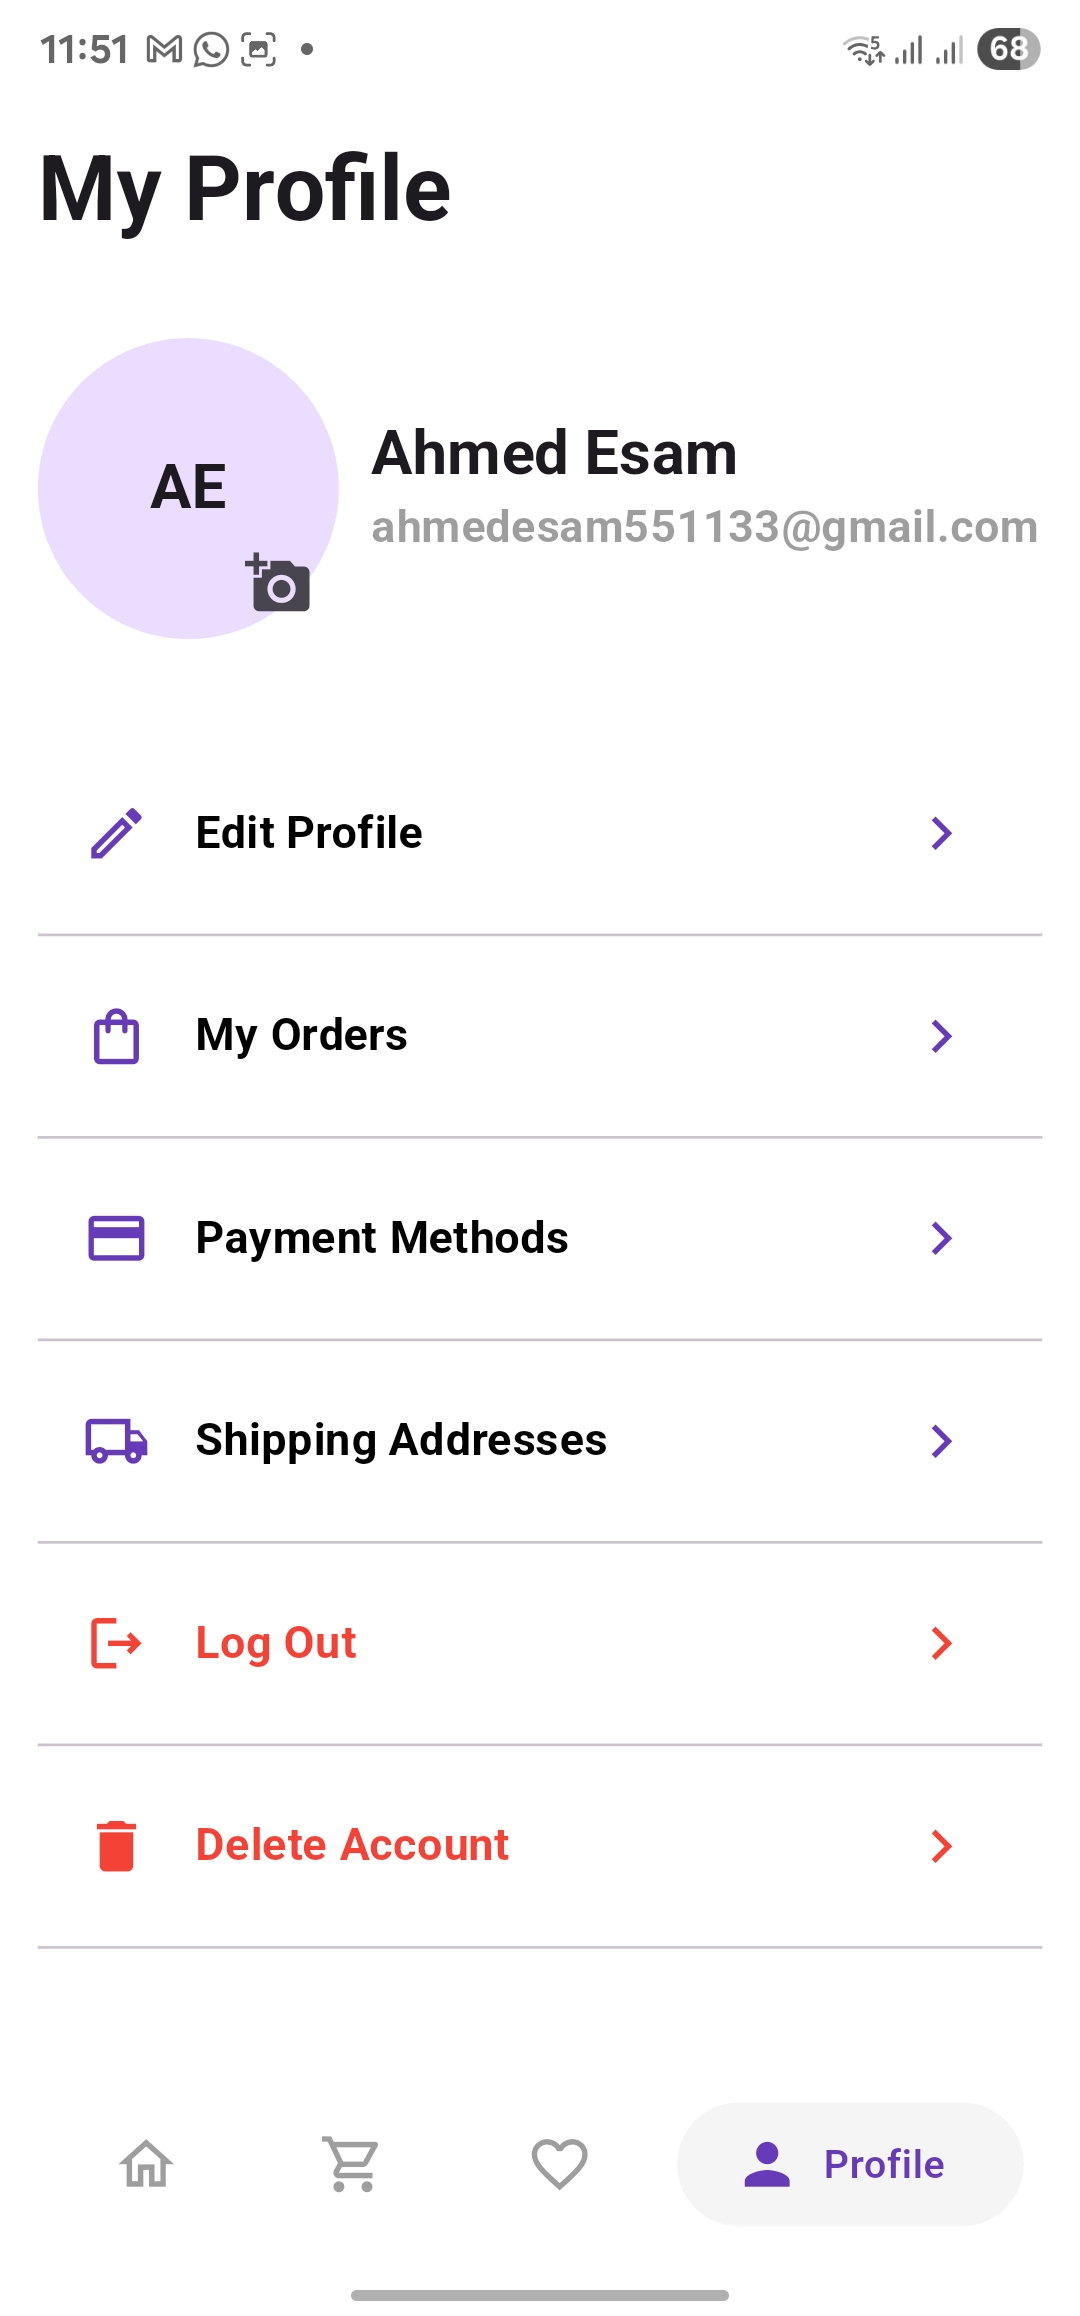 11:51
5
68
My Profile
AE
Ahmed Esam
ahmedesam551133@gmail.com
Edit Profile
My Orders
Payment Methods
Shipping Addresses
Log Out
Delete Account
Profile